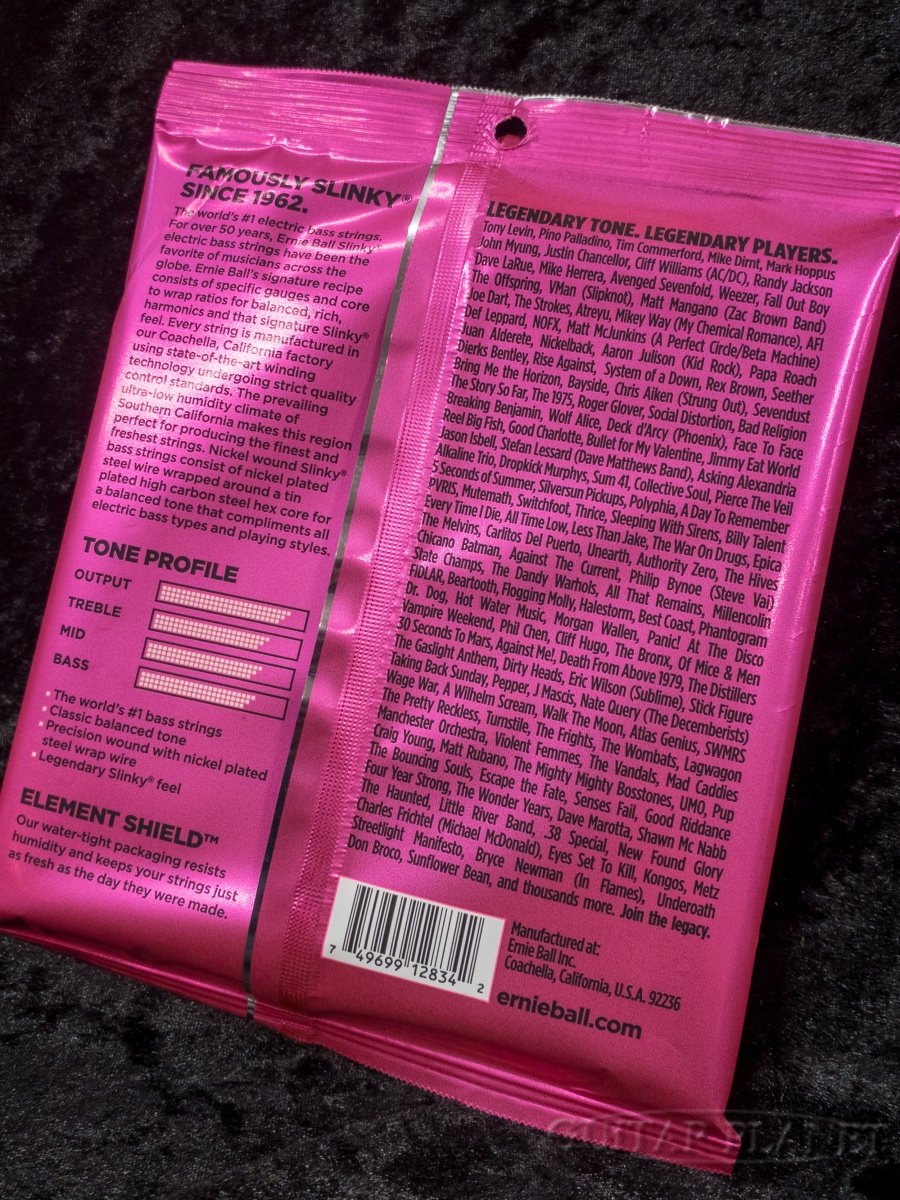 FAMOUSLY SLINKY®
SINCE 1962.
The world's #1 electric bass strings.
For over 50 years, Ernie Ball Slinky
electric bass strings have been the
favorite of musicians across the
globe. Ernie Ball's signature recipe
consists of specific gauges and core
to wrap ratios for balanced, rich,
harmonics and that signature Slinky®
feel. Every string is manufactured in
our Coachella, California factory
using state-of-the-art winding
technology undergoing strict quality
control standards. The prevailing
ultra-low humidity climate of
Southern California makes this region
perfect for producing the finest and
freshest strings. Nickel wound Slinky®
bass strings consist of nickel plated
steel wire wrapped around a tin
plated high carbon steel hex core for
a balanced tone that compliments all
electric bass types and playing styles.
TONE PROFILE
OUTPUT
TREBLE
MID
BASS
▪ The world's #1 bass strings
▪ Classic balanced tone
▪ Precision wound with nickel plated
steel wrap wire
▪ Legendary Slinky® feel
ELEMENT SHIELD™
Our water-tight packaging resists
humidity and keeps your strings just
as fresh as the day they were made.
LEGENDARY TONE. LEGENDARY PLAYERS.
Tony Levin, Pino Palladino, Tim Commerford, Mike Dirnt, Mark Hoppus
John Myung, Justin Chancellor, Cliff Williams (AC/DC), Randy Jackson
Dave LaRue, Mike Herrera, Avenged Sevenfold, Weezer, Fall Out Boy
The Offspring, VMan (Slipknot), Matt Mangano (Zac Brown Band)
Joe Dart, The Strokes, Atreyu, Mikey Way (My Chemical Romance), AFI
Def Leppard, NOFX, Matt McJunkins (A Perfect Circle/Beta Machine)
Juan Alderete, Nickelback, Aaron Julison (Kid Rock), Papa Roach
Dierks Bentley, Rise Against, System of a Down, Rex Brown, Seether
Bring Me the Horizon, Bayside, Chris Aiken (Strung Out), Sevendust
The Story So Far, The 1975, Roger Glover, Social Distortion, Bad Religion
Breaking Benjamin, Wolf Alice, Deck d'Arcy (Phoenix), Face To Face
Reel Big Fish, Good Charlotte, Bullet for My Valentine, Jimmy Eat World
Jason Isbell, Stefan Lessard (Dave Matthews Band), Asking Alexandria
Alkaline Trio, Dropkick Murphys, Sum 41, Collective Soul, Pierce The Veil
5 Seconds of Summer, Silversun Pickups, Polyphia, A Day To Remember
PVRIS, Mutemath, Switchfoot, Thrice, Sleeping With Sirens, Billy Talent
Every Time I Die, All Time Low, Less Than Jake, The War On Drugs, Epica
The Melvins, Carlitos Del Puerto, Unearth, Authority Zero, The Hives
Chicano Batman, Against The Current, Philip Bynoe (Steve Vai)
State Champs, The Dandy Warhols, All That Remains, Millencolin
FIDLAR, Beartooth, Flogging Molly, Halestorm, Best Coast, Phantogram
Dr. Dog, Hot Water Music, Morgan Wallen, Panic! At The Disco
Vampire Weekend, Phil Chen, Cliff Hugo, The Bronx, Of Mice & Men
30 Seconds To Mars, Against Me!, Death From Above 1979, The Distillers
The Gaslight Anthem, Dirty Heads, Eric Wilson (Sublime), Stick Figure
Taking Back Sunday, Pepper, J Mascis, Nate Query (The Decemberists)
Wage War, A Wilhelm Scream, Walk The Moon, Atlas Genius, SWMRS
The Pretty Reckless, Turnstile, The Frights, The Wombats, Lagwagon
Manchester Orchestra, Violent Femmes, The Vandals, Mad Caddies
Craig Young, Matt Rubano, The Mighty Mighty Bosstones, UMO, Pup
The Bouncing Souls, Escape the Fate, Senses Fail, Good Riddance
Four Year Strong, The Wonder Years, Dave Marotta, Shawn Mc Nabb
The Haunted, Little River Band, .38 Special, New Found Glory
Charles Frichtel (Michael McDonald), Eyes Set To Kill, Kongos, Metz
Streetlight Manifesto, Bryce Newman (In Flames), Underoath
Don Broco, Sunflower Bean, and thousands more. Join the legacy.
7 49699 12834 2
Manufactured at:
Ernie Ball Inc.
Coachella, California, U.S.A. 92236
ernieball.com
GUITAR PLANET